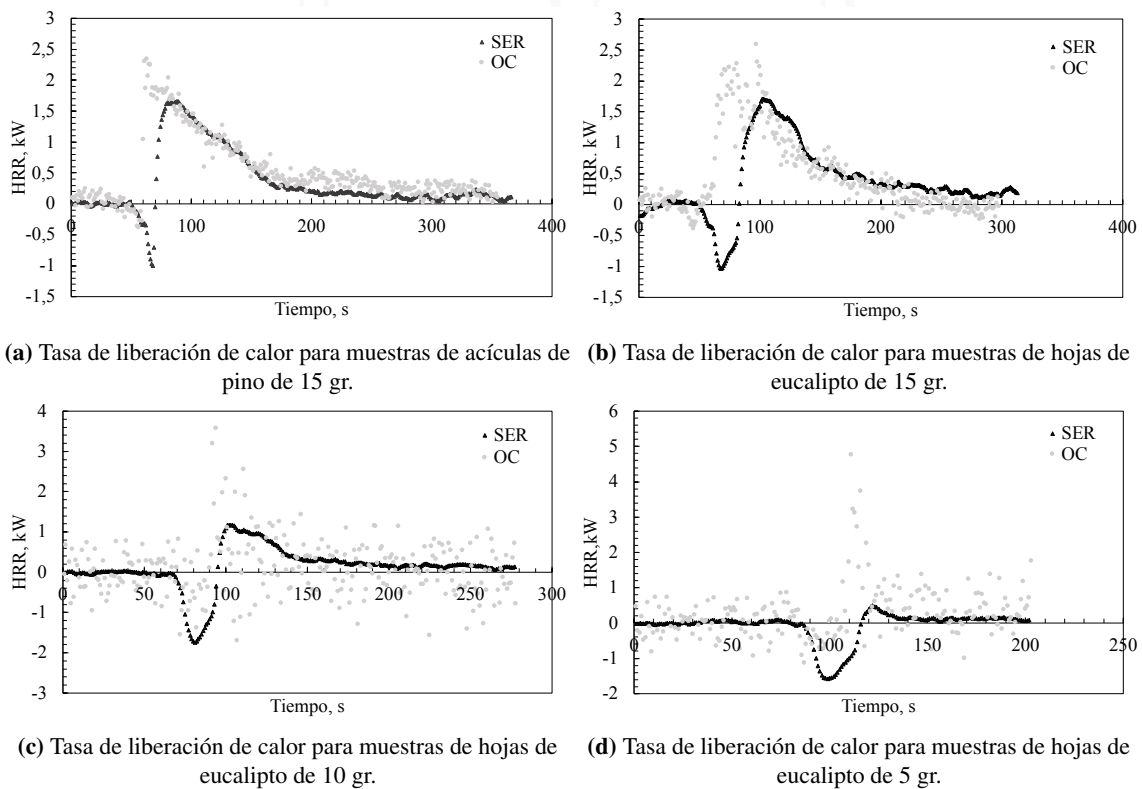 3
2,5
2
1,5
1
0,5
0
-0,5
-1
-1,5
HRR, kW
0 100 200 300 400
Tiempo, s
SER
OC
(a) Tasa de liberación de calor para muestras de acículas de
pino de 15 gr.
3
2,5
2
1,5
1
0,5
0
-0,5
-1
-1,5
HRR. kW
0 100 200 300 400
Tiempo, s
SER
OC
(b) Tasa de liberación de calor para muestras de hojas de
eucalipto de 15 gr.
4
3
2
1
0
-1
-2
-3
HRR, kW
0 50 100 150 200 250 300
Tiempo, s
SER
OC
(c) Tasa de liberación de calor para muestras de hojas de
eucalipto de 10 gr.
6
5
4
3
2
1
0
-1
-2
HRR,kW
0 50 100 150 200 250
Tiempo, s
SER
OC
(d) Tasa de liberación de calor para muestras de hojas de
eucalipto de 5 gr.